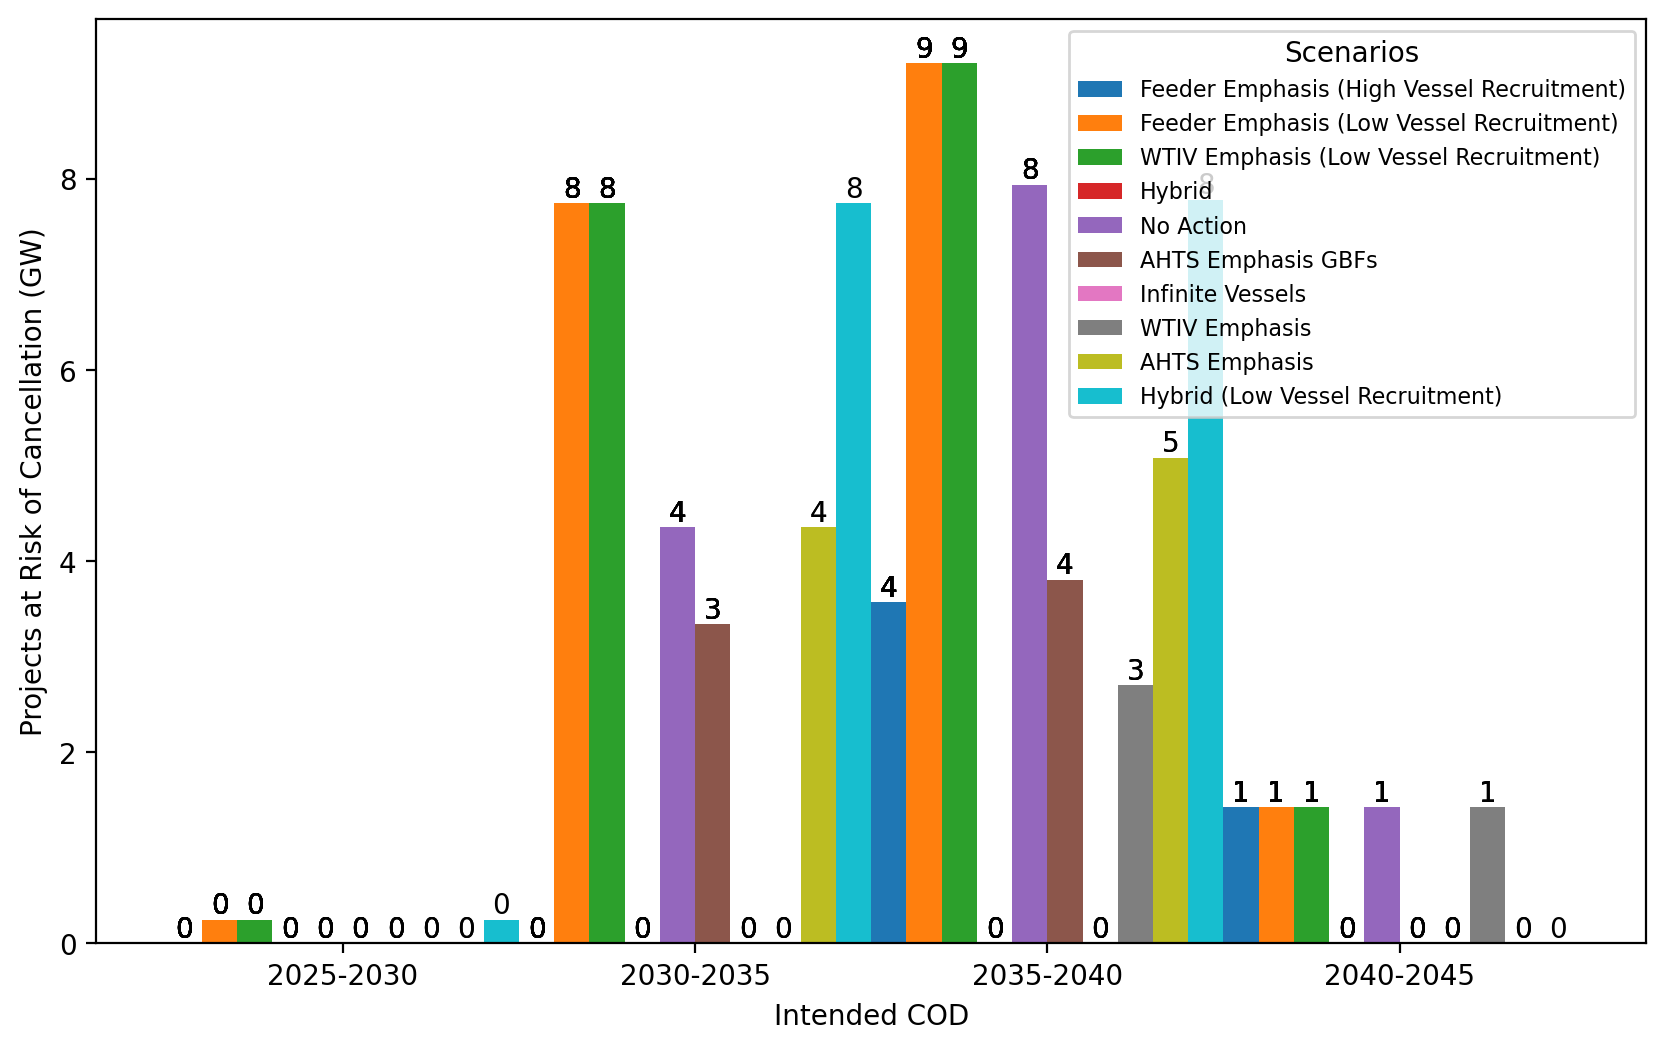 9 9
Scenarios
Feeder Emphasis (High Vessel Recruitment)
Feeder Emphasis (Low Vessel Recruitment)
WTIV Emphasis (Low Vessel Recruitment)
Hybrid
No Action
AHTS Emphasis GBFs
Infinite Vessels
WTIV Emphasis
AHTS Emphasis
Hybrid (Low Vessel Recruitment)
8 8 8 8 8
8
6
5
4 4 4
4
4 4
3
3
2
1 1 1 1 1
0 0 0
0 0 0 0 0 0 0 0 0 0 0 0 0 0 0 0 0 0
0
2025-2030 2030-2035 2035-2040 2040-2045
Intended COD
Projects at Risk of Cancellation (GW)